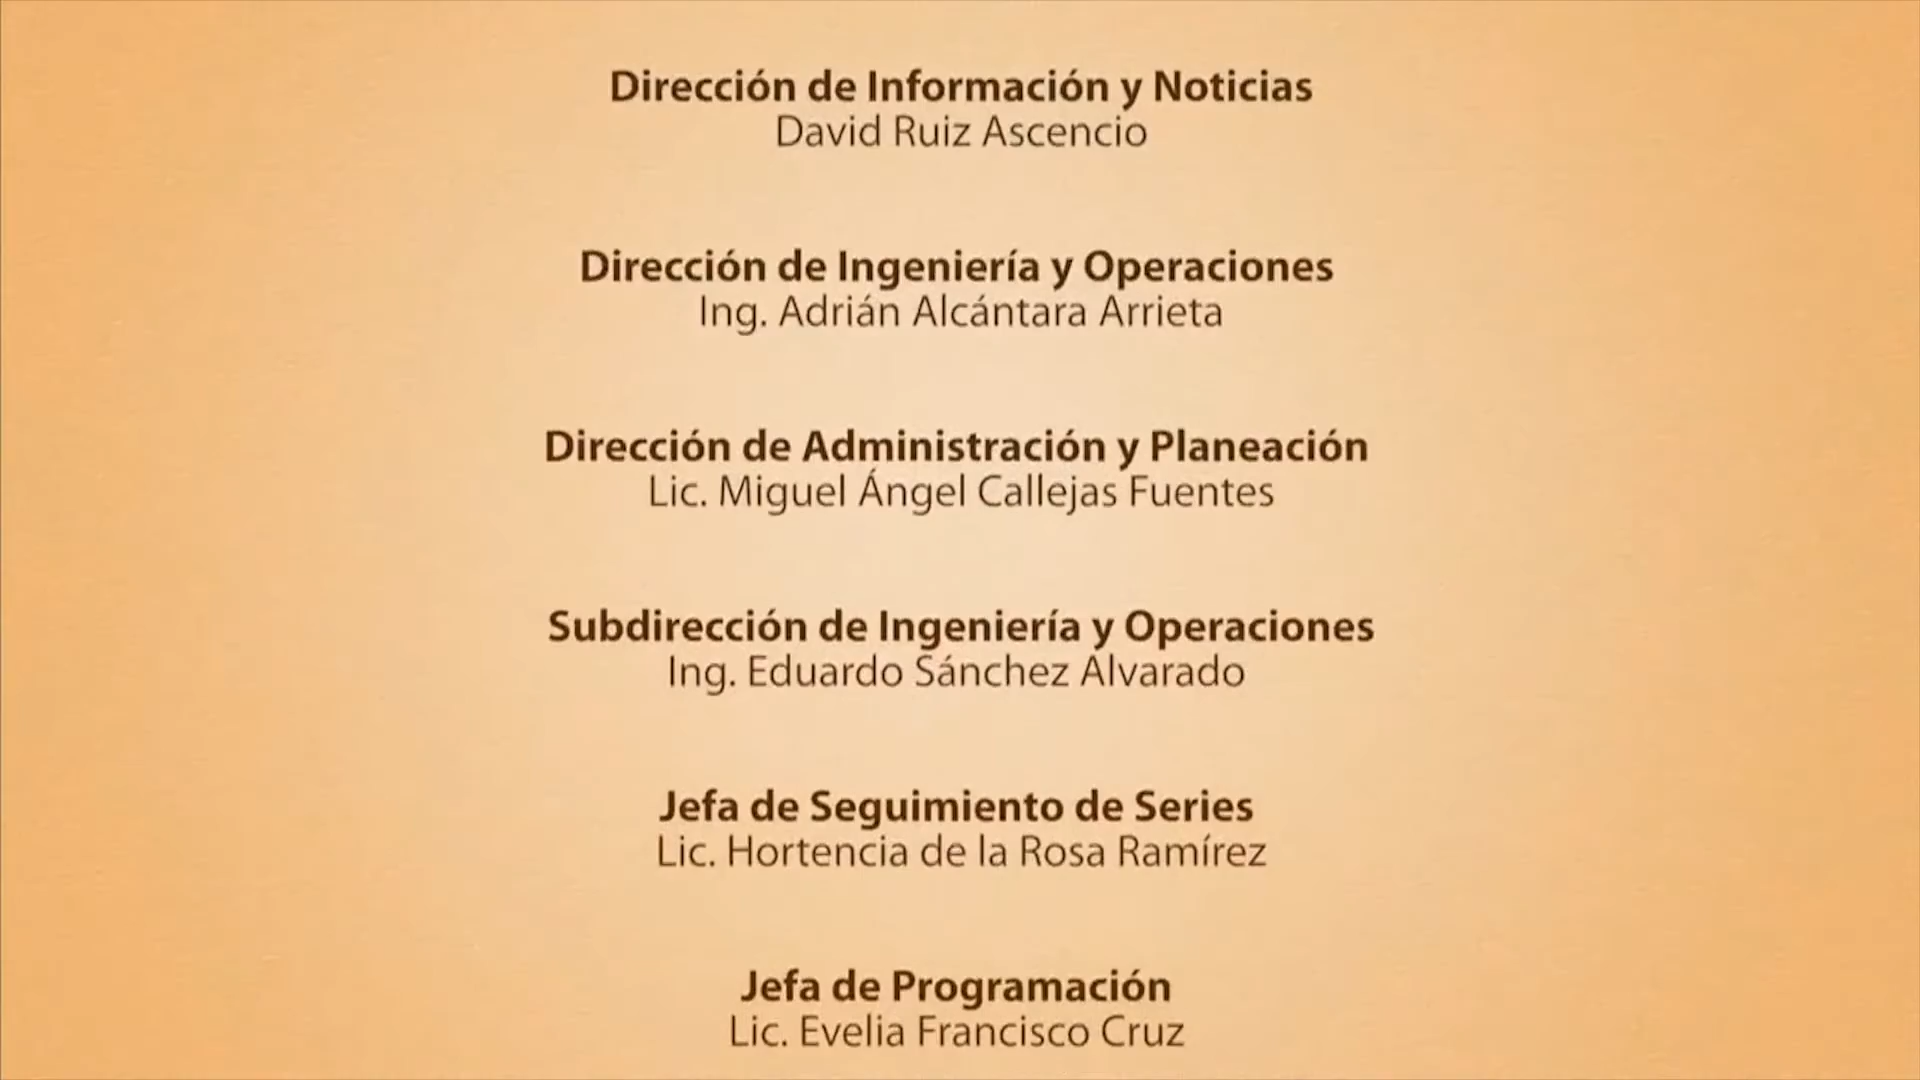 Dirección de Información y Noticias
David Ruiz Ascencio
Dirección de Ingeniería y Operaciones
Ing. Adrián Alcántara Arrieta
Dirección de Administración y Planeación
Lic. Miguel Ángel Callejas Fuentes
Subdirección de Ingeniería y Operaciones
Ing. Eduardo Sánchez Alvarado
Jefa de Seguimiento de Series
Lic. Hortencia de la Rosa Ramírez
Jefa de Programación
Lic. Evelia Francisco Cruz